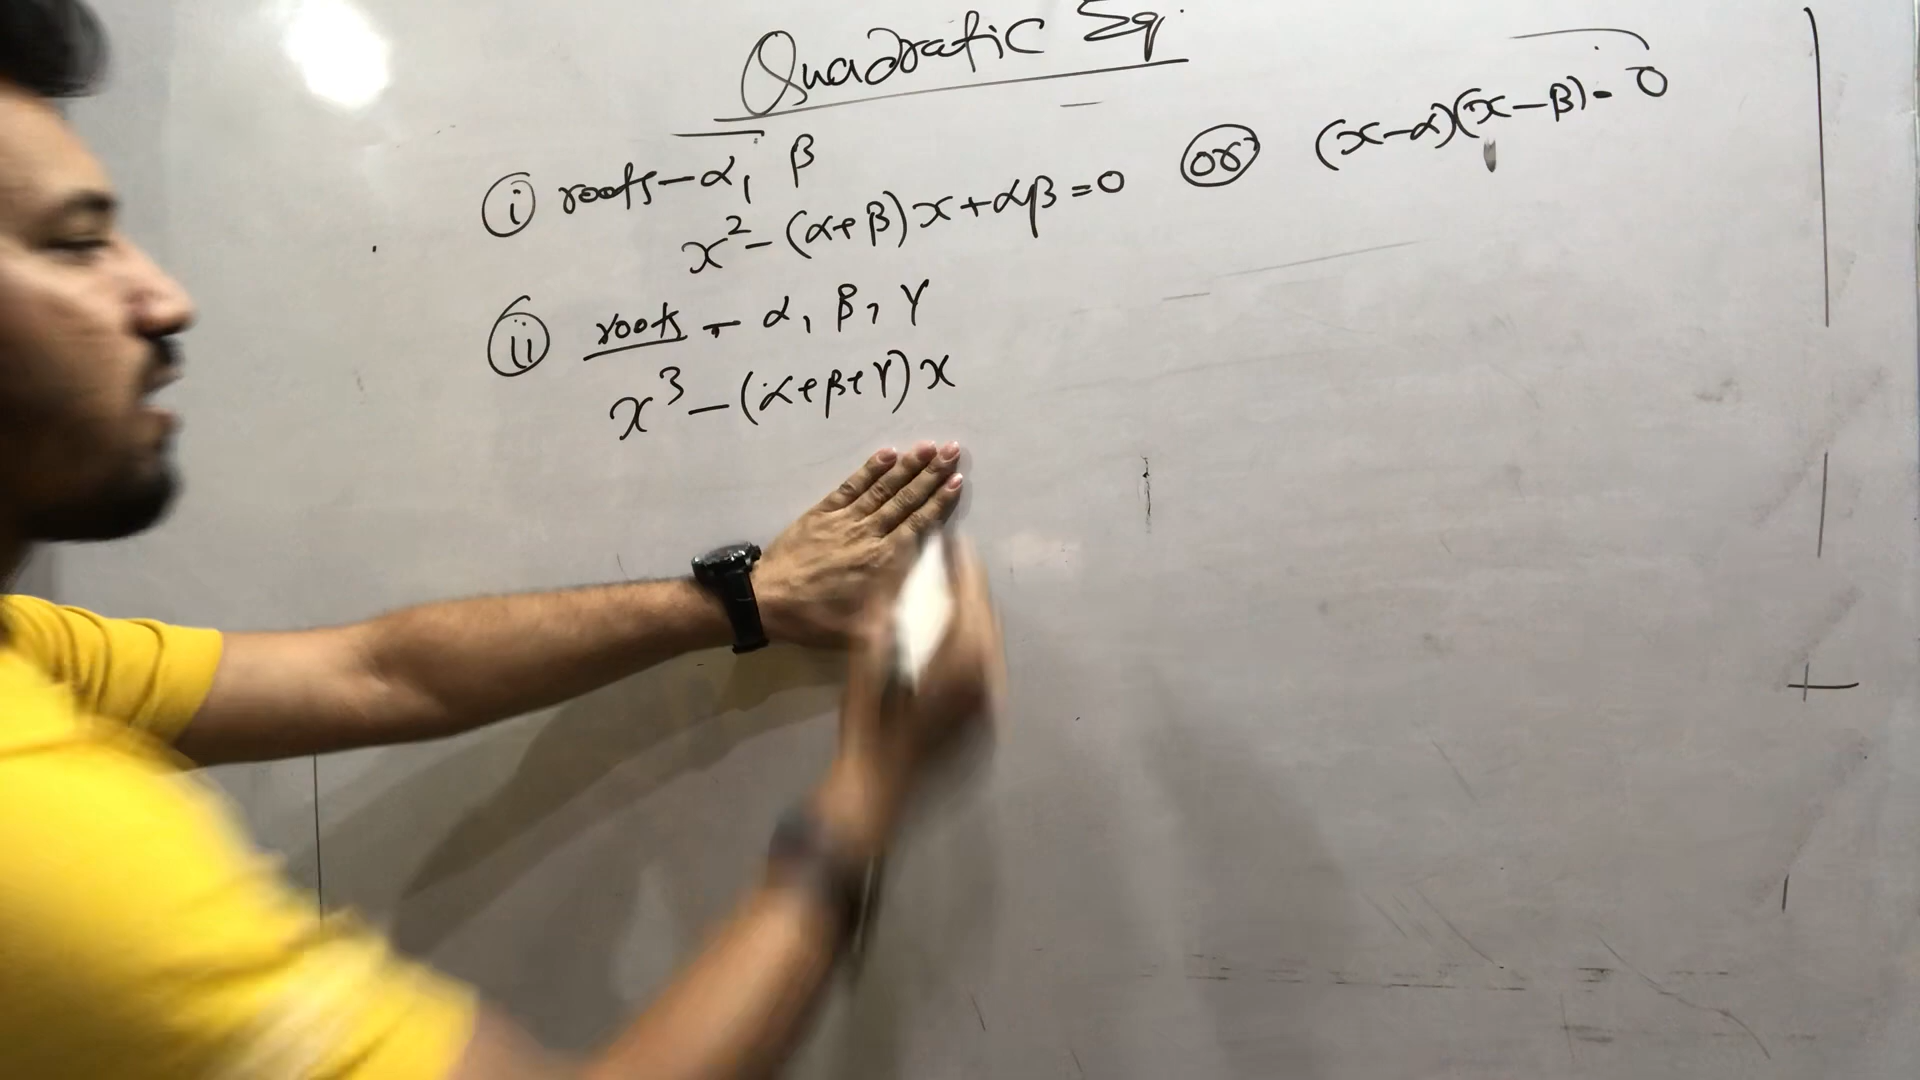 Quadratic Eq.
(i) roots - α, β
x² - (α+β)x + αβ = 0 (or) (x-α)(x-β) = 0
(ii) roots - α, β, γ
x³ - (α+β+γ)x